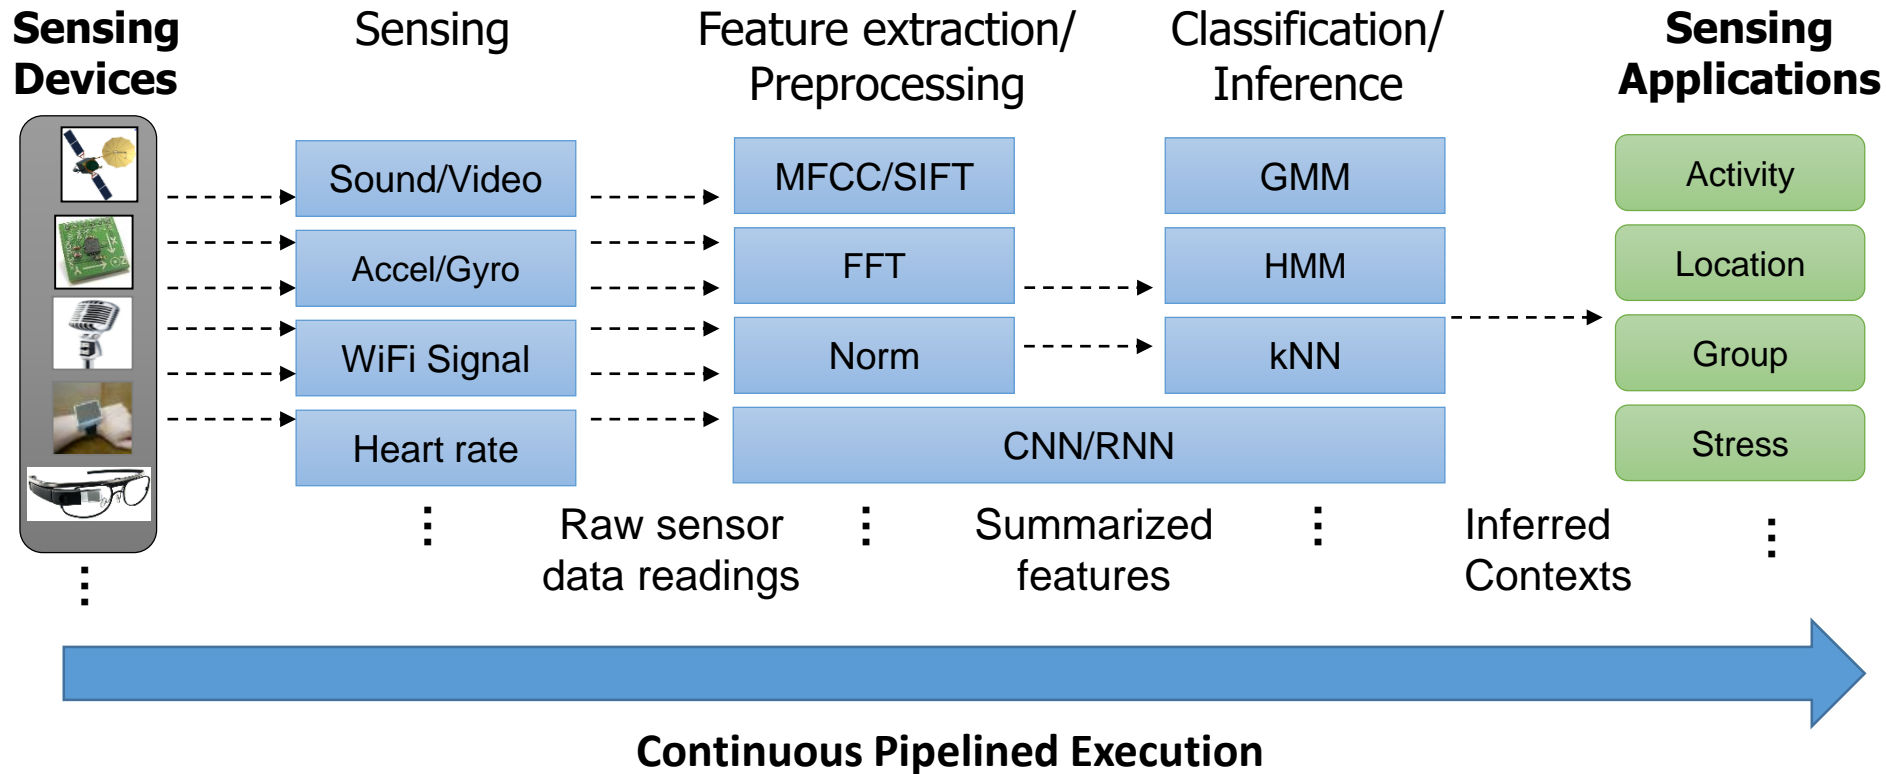 Sensing
Devices
Sensing
Feature extraction/
Preprocessing
Classification/
Inference
Sensing
Applications
Sound/Video
Accel/Gyro
WiFi Signal
Heart rate
MFCC/SIFT
FFT
Norm
GMM
HMM
kNN
CNN/RNN
Activity
Location
Group
Stress
Raw sensor
data readings
Summarized
features
Inferred
Contexts
Continuous Pipelined Execution